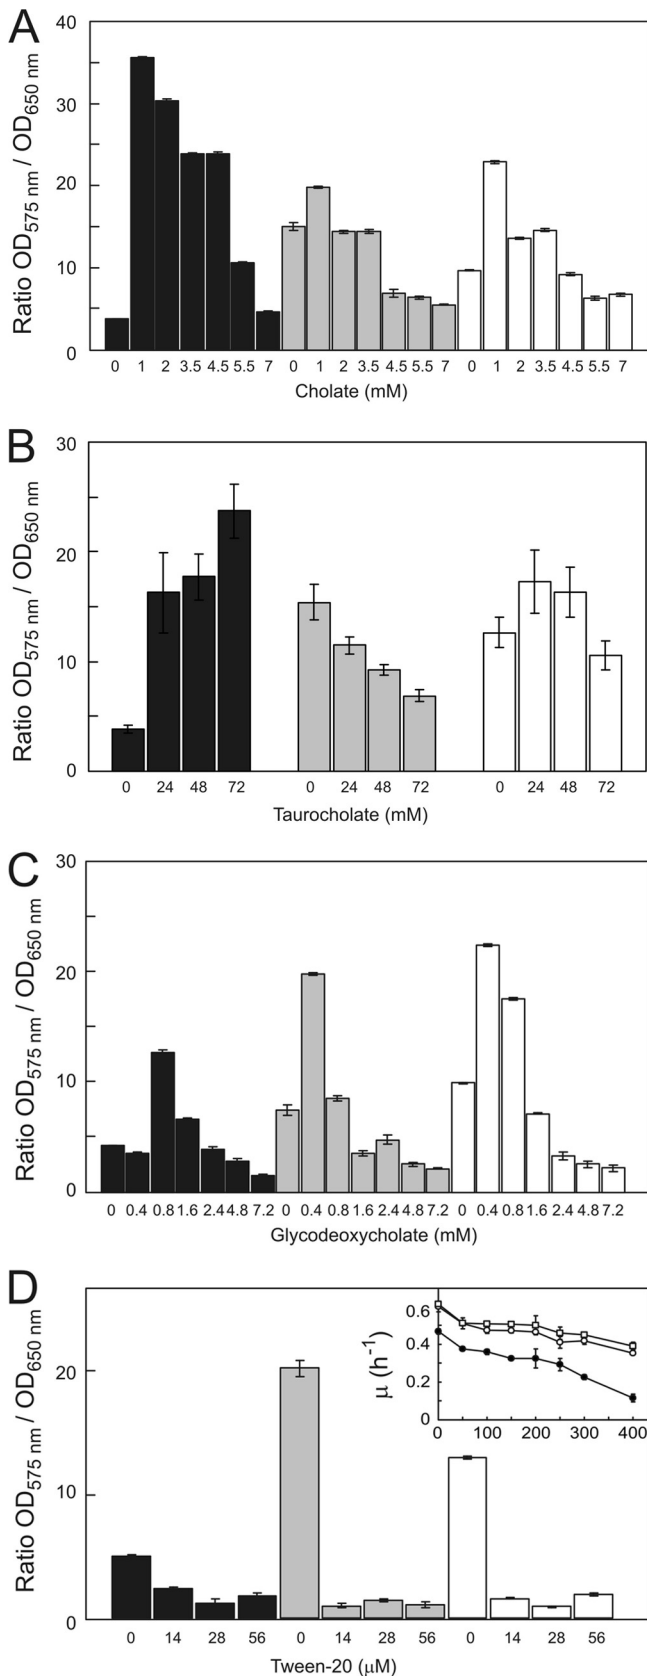 A
40
30
20
10
0
Ratio OD575 nm / OD650 nm
0 1 2 3.5 4.5 5.5 7 0 1 2 3.5 4.5 5.5 7 0 1 2 3.5 4.5 5.5 7
Cholate (mM)
B
30
20
10
0
Ratio OD575 nm / OD650 nm
0 24 48 72 0 24 48 72 0 24 48 72
Taurocholate (mM)
C
30
20
10
0
Ratio OD575 nm / OD650 nm
0 0.4 0.8 1.6 2.4 4.8 7.2 0 0.4 0.8 1.6 2.4 4.8 7.2 0 0.4 0.8 1.6 2.4 4.8 7.2
Glycodeoxycholate (mM)
D
20
10
0
Ratio OD575 nm / OD650 nm
0.6
0.4
0.2
0
μ (h-1)
0 100 200 300 400
0 14 28 56 0 14 28 56 0 14 28 56
Tween-20 (μM)